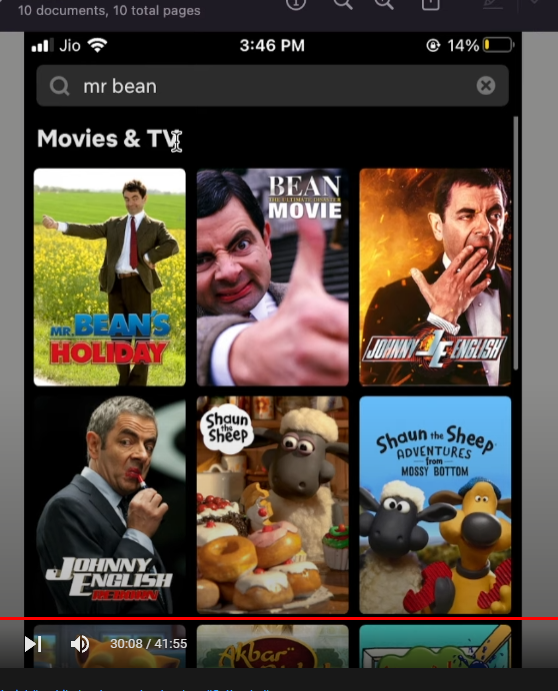 10 documents, 10 total pages
Jio
3:46 PM
14%
mr bean
Movies & TV
MR. BEAN'S
HOLIDAY
BEAN
THE ULTIMATE DISASTER
MOVIE
JOHNNY ENGLISH
JOHNNY
ENGLISH
REBORN
Shaun
the
Sheep
Shaun the Sheep
ADVENTURES
from
MOSSY BOTTOM
30:08 / 41:55
Akbar